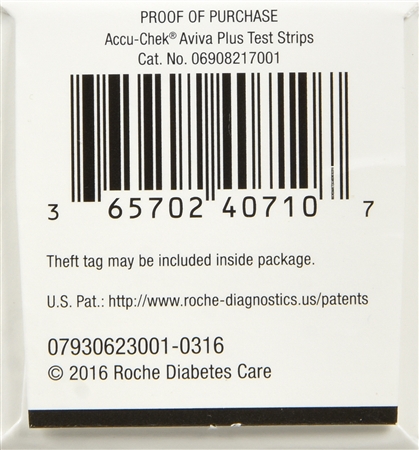 PROOF OF PURCHASE
Accu-Chek® Aviva Plus Test Strips
Cat. No. 06908217001
3 65702 40710 7
Theft tag may be included inside package.
U.S. Pat.: http://www.roche-diagnostics.us/patents
07930623001-0316
© 2016 Roche Diabetes Care